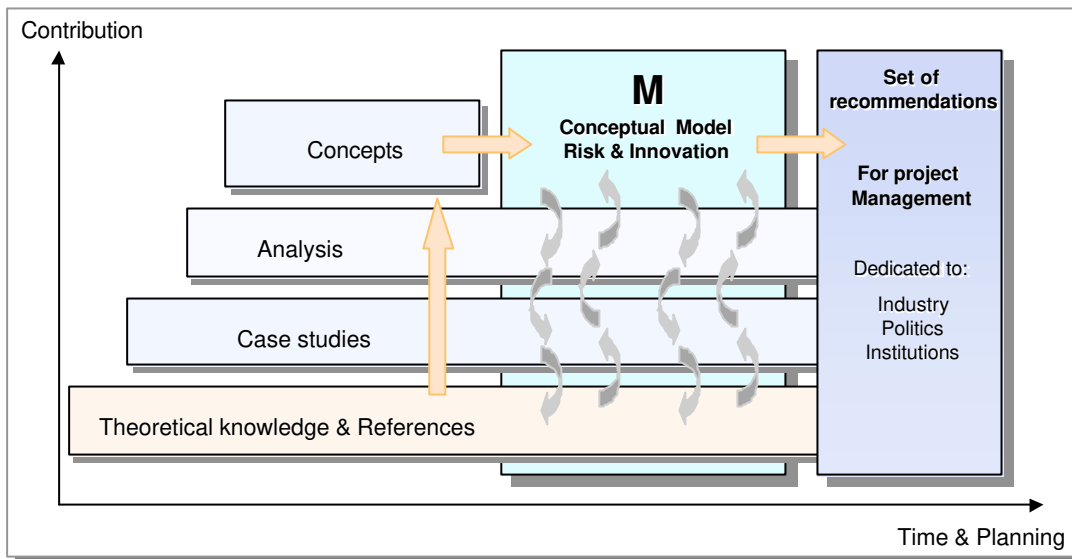 Contribution
M
Conceptual Model
Risk & Innovation
Set of
recommendations
For project
Management
Dedicated to:
Industry
Politics
Institutions
Concepts
Analysis
Case studies
Theoretical knowledge & References
Time & Planning